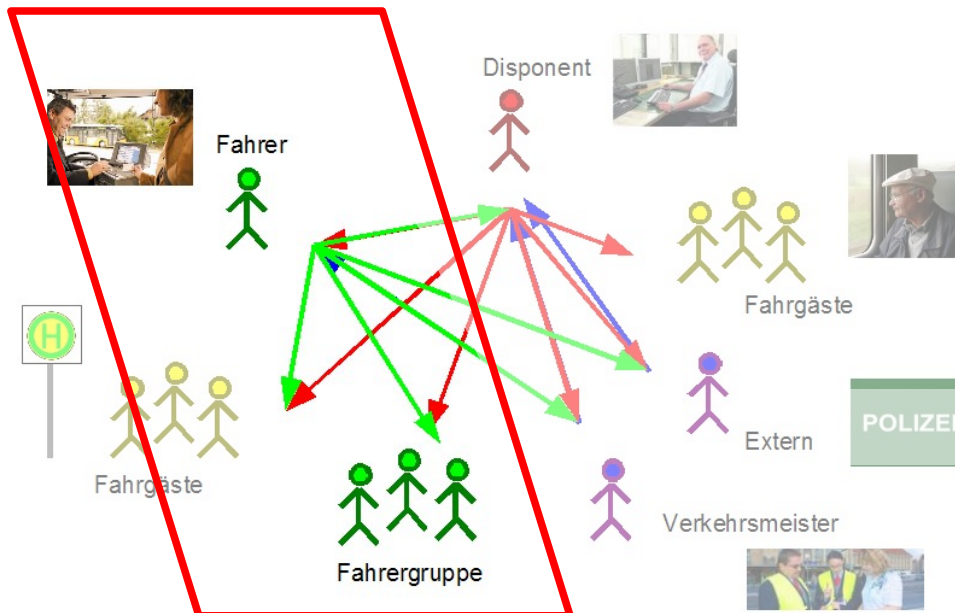 Disponent
Fahrer
Fahrgäste
H
Extern
POLIZEI
Fahrgäste
Verkehrsmeister
Fahrergruppe